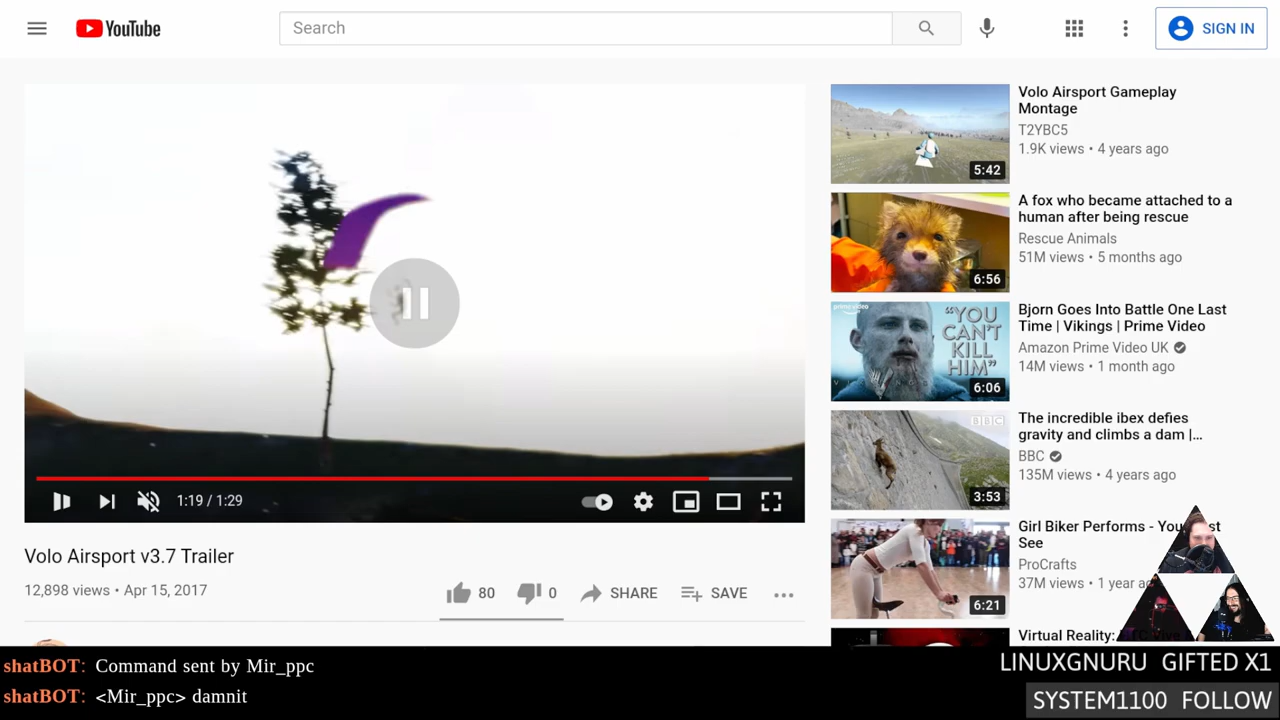 YouTube
Search
SIGN IN
1:19 / 1:29
Volo Airsport v3.7 Trailer
12,898 views • Apr 15, 2017
80
0
SHARE
SAVE
5:42
Volo Airsport Gameplay
Montage
T2YBC5
1.9K views • 4 years ago
6:56
A fox who became attached to a
human after being rescue
Rescue Animals
51M views • 5 months ago
prime video
"YOU
CAN'T
KILL
HIM"
6:06
Bjorn Goes Into Battle One Last
Time | Vikings | Prime Video
Amazon Prime Video UK
14M views • 1 month ago
BBC
3:53
The incredible ibex defies
gravity and climbs a dam |...
BBC
135M views • 4 years ago
6:21
Girl Biker Performs - You
See
ProCrafts
37M views • 1 year
Virtual Reality:
shatBOT: Command sent by Mir_ppc
shatBOT: <Mir_ppc> damnit
LINUXGNURU GIFTED X1
SYSTEM1100 FOLLOW